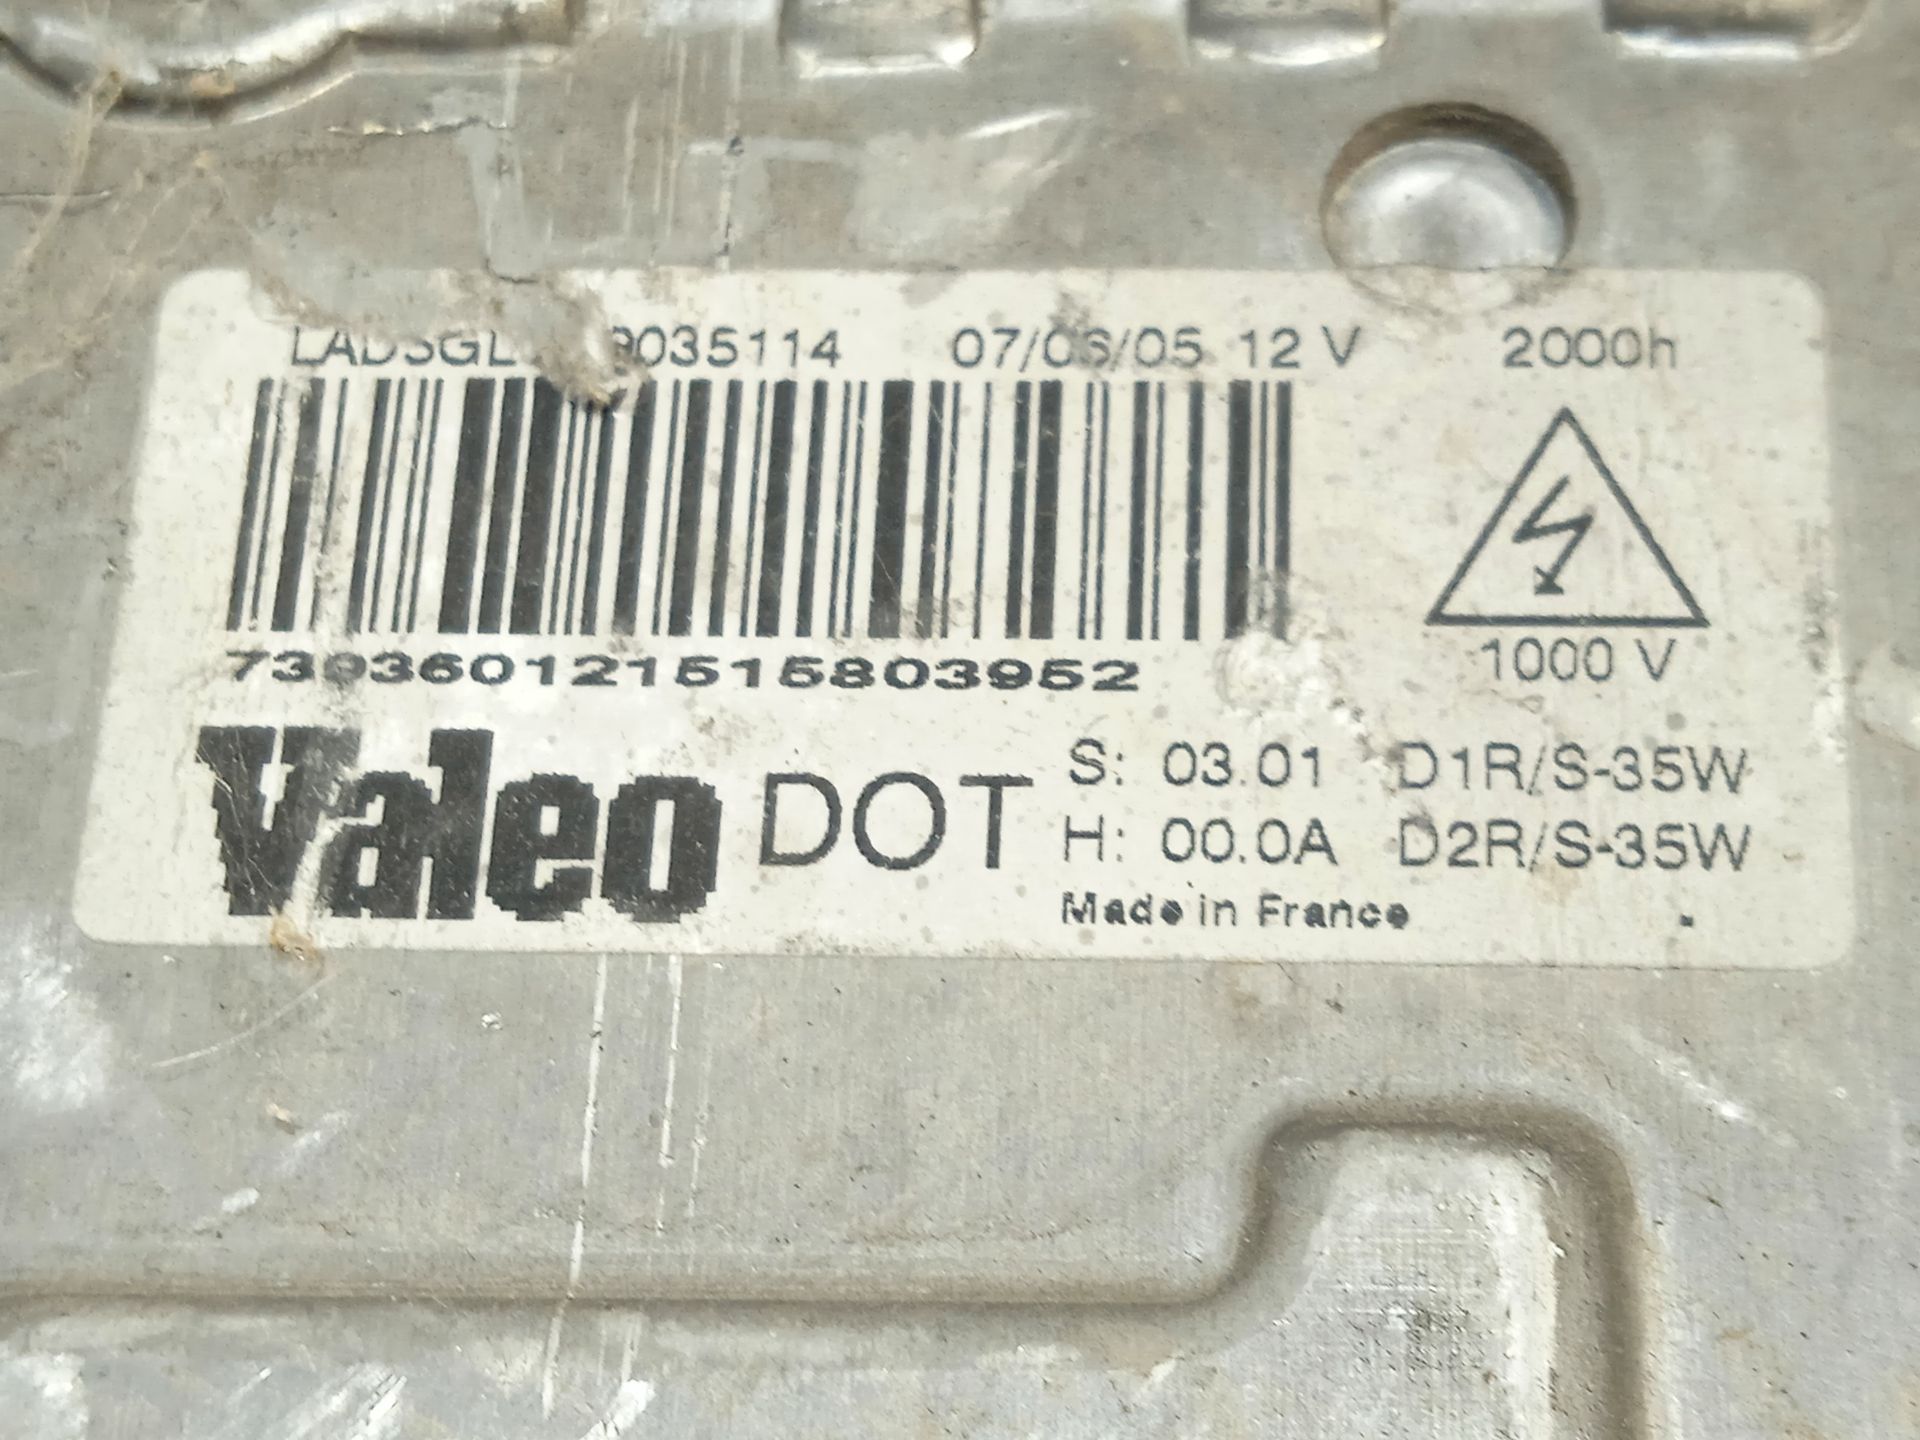 9035114 07/06/05 12 V 2000h
1000 V
739360121515803952
Valeo DOT S: 03.01 D1R/S-35W
H: 00.0A D2R/S-35W
Made in France